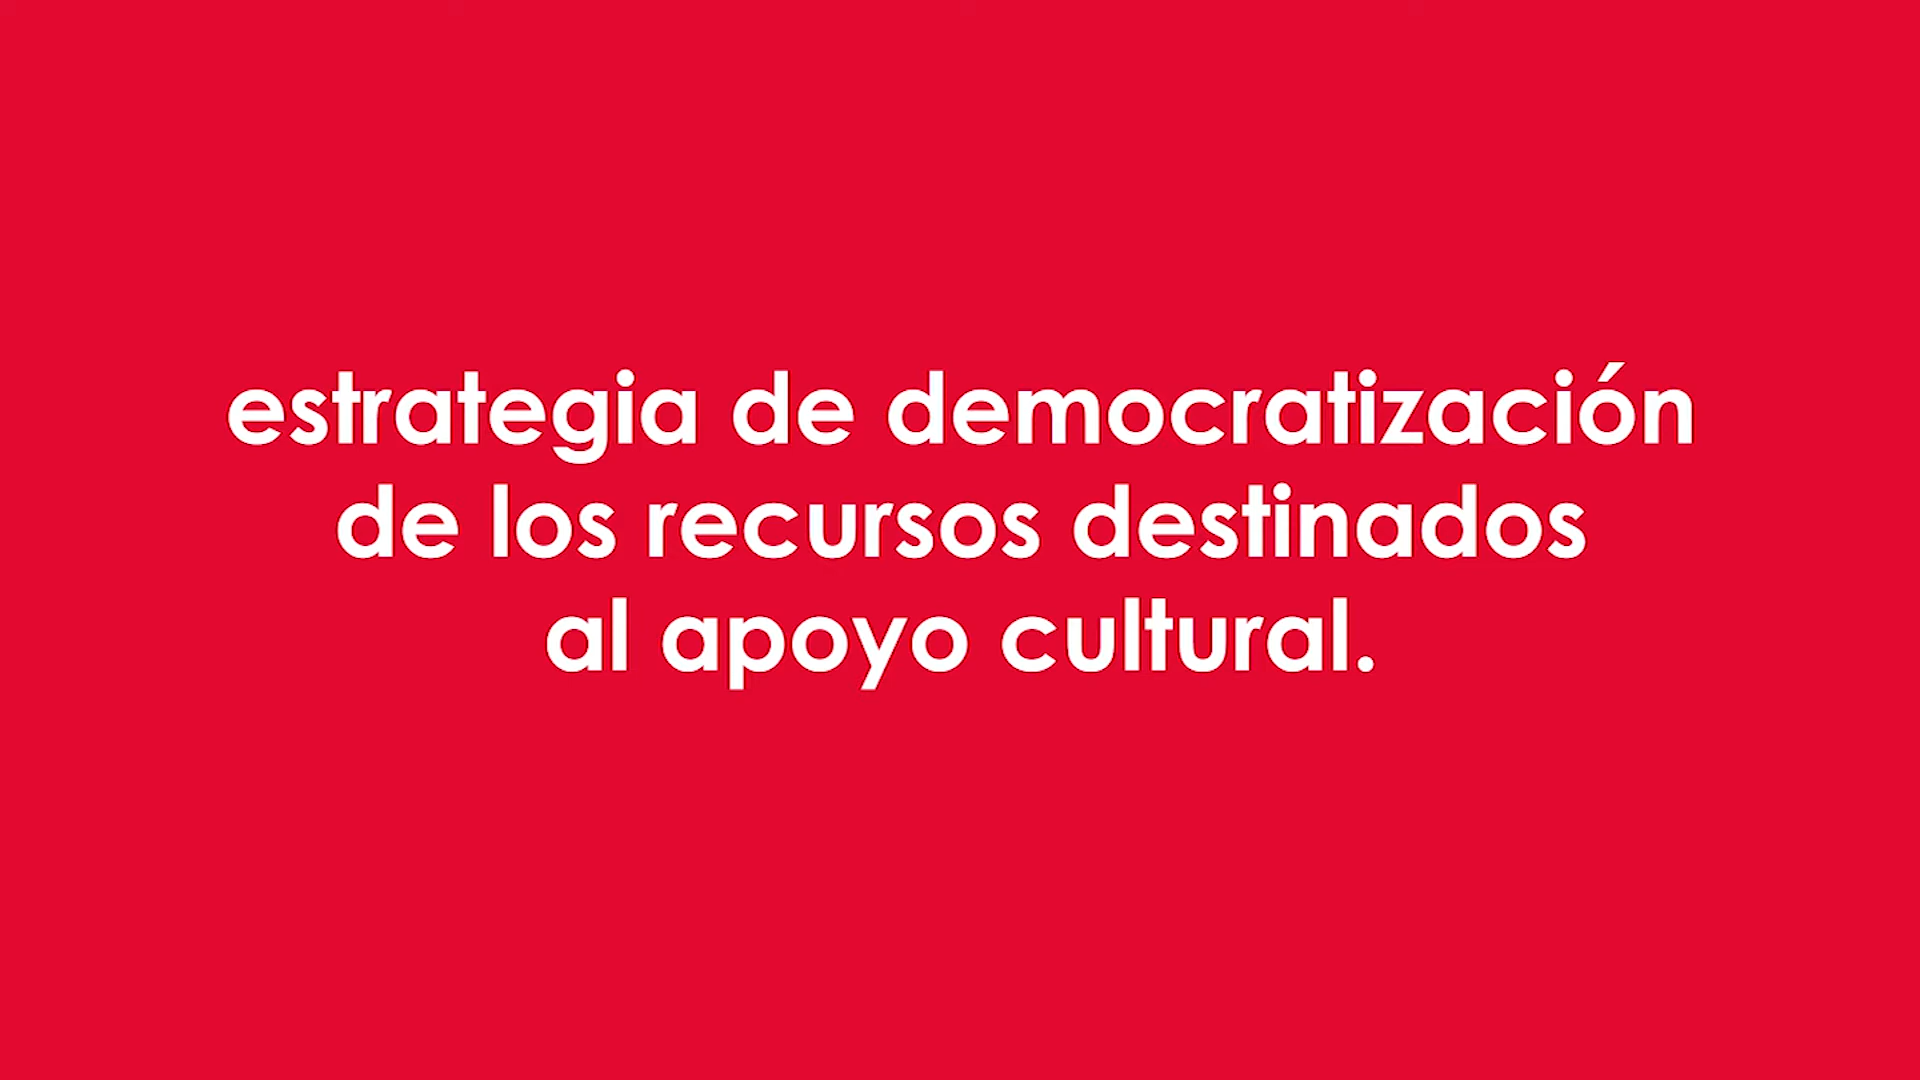 estrategia de democratización
de los recursos destinados
al apoyo cultural.